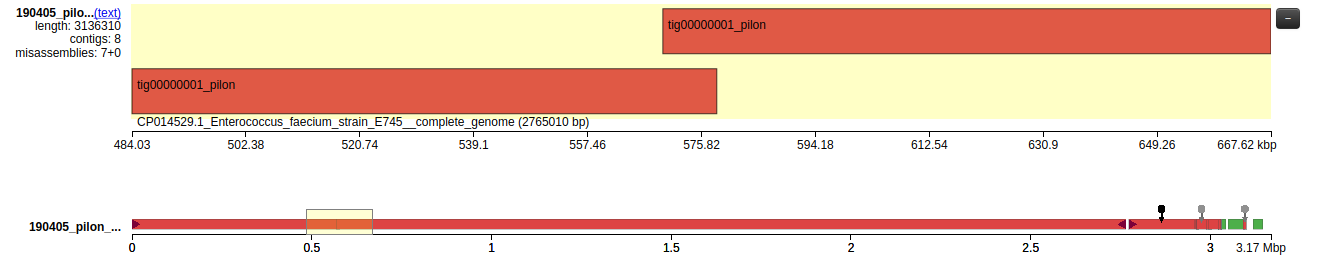 190405_pilo...(text)
length: 3136310
contigs: 8
misassemblies: 7+0
tig00000001_pilon
–
tig00000001_pilon
CP014529.1_Enterococcus_faecium_strain_E745__complete_genome (2765010 bp)
484.03 502.38 520.74 539.1 557.46 575.82 594.18 612.54 630.9 649.26 667.62 kbp
190405_pilon_...
0 0.5 1 1.5 2 2.5 3 3.17 Mbp